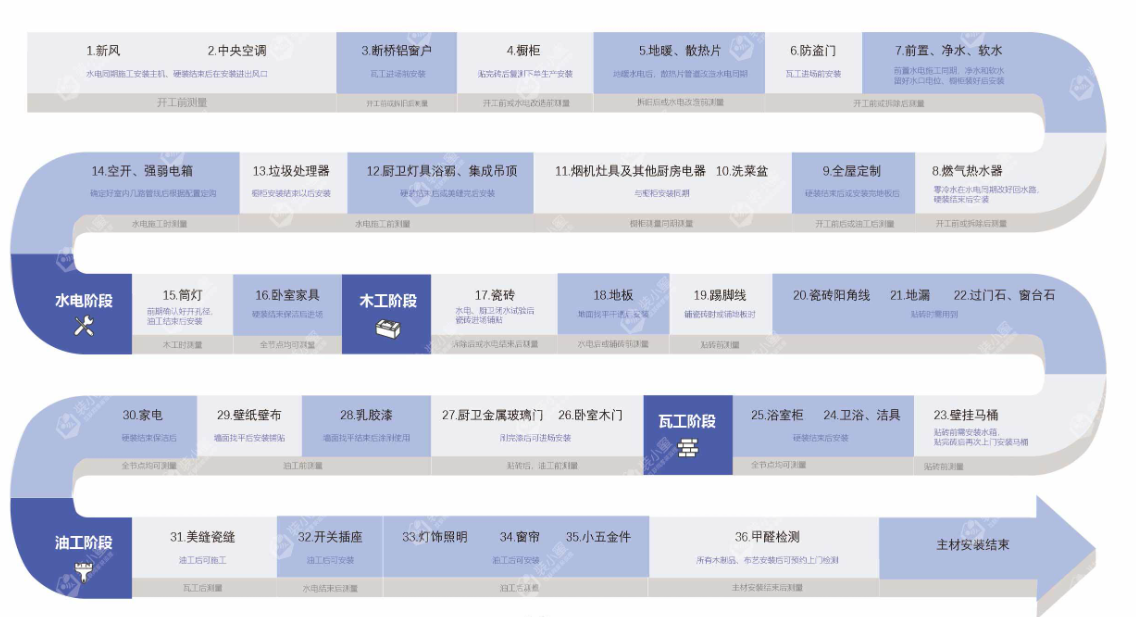 1.新风
2.中央空调
水电同期施工安装主机，硬装结束后在安装进出风口
开工前测量
3.断桥铝窗户
瓦工进场前安装
开工前或拆旧前测量
4.橱柜
贴完砖后复测下单生产安装
开工前或水电改造前测量
5.地暖、散热片
地暖水电后，散热片管道改造水电同期
拆旧后或水电改造前测量
6.防盗门
瓦工进场前安装
7.前置、净水、软水
前置水电施工同期，净水和软水
留好水口电位，橱柜装好后安装
开工前或拆除后测量
8.燃气热水器
零冷水在水电同期改好回水路，
硬装结束后安装
开工前或拆除后测量
9.全屋定制
硬装结束后或安装完地板后
开工前后或油工后测量
10.洗菜盆
11.烟机灶具及其他厨房电器
与橱柜安装同期
橱柜测量同期测量
12.厨卫灯具浴霸、集成吊顶
硬装结束后或美缝完后安装
水电施工前测量
13.垃圾处理器
橱柜安装结束以后安装
14.空开、强弱电箱
确定好室内几路管线后根据配置定购
水电施工时测量
水电阶段
15.筒灯
前期确认好开孔径，
油工结束后安装
木工时测量
16.卧室家具
硬装结束保洁后进场
全节点均可测量
木工阶段
17.瓷砖
水电、厨卫闭水试验后
瓷砖进场铺贴
拆除后或水电结束后测量
18.地板
地面找平干透后安装
水电后或铺砖前测量
19.踢脚线
铺瓷砖时或铺地板时
贴砖前测量
20.瓷砖阳角线
21.地漏
22.过门石、窗台石
贴砖时需用到
23.壁挂马桶
贴砖前需安装水箱，
贴完砖后再次上门安装马桶
贴砖前测量
24.卫浴、洁具
25.浴室柜
硬装结束后安装
全节点均可测量
瓦工阶段
26.卧室木门
27.厨卫金属玻璃门
刷完漆后可进场安装
贴砖后、油工前测量
28.乳胶漆
墙面找平结束后涂刷使用
油工前测量
29.壁纸壁布
墙面找平后安装铺贴
30.家电
硬装结束保洁后
全节点均可测量
油工阶段
31.美缝瓷缝
油工后可施工
瓦工后测量
32.开关插座
油工后可安装
水电结束后测量
33.灯饰照明
34.窗帘
35.小五金件
油工后可安装
油工后测量
36.甲醛检测
所有木制品、布艺安装后可预约上门检测
主材安装结束后测量
主材安装结束